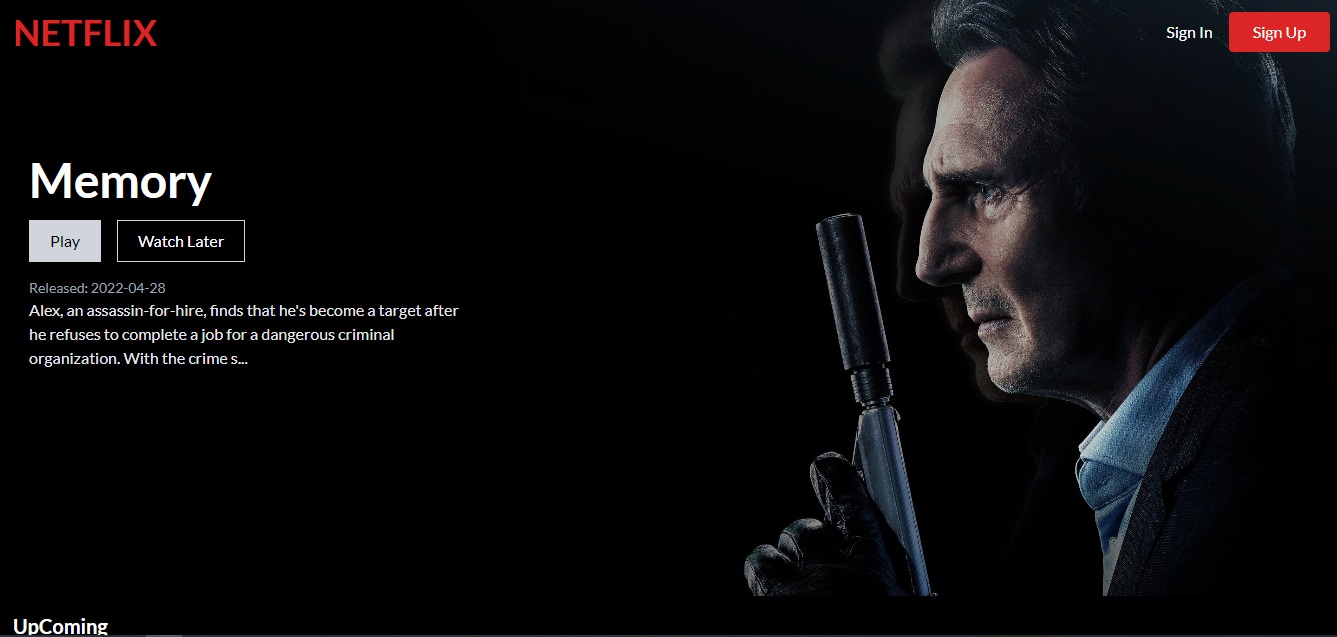 NETFLIX
Sign In
Sign Up
Memory
Play
Watch Later
Released: 2022-04-28
Alex, an assassin-for-hire, finds that he's become a target after
he refuses to complete a job for a dangerous criminal
organization. With the crime s...
UpComing